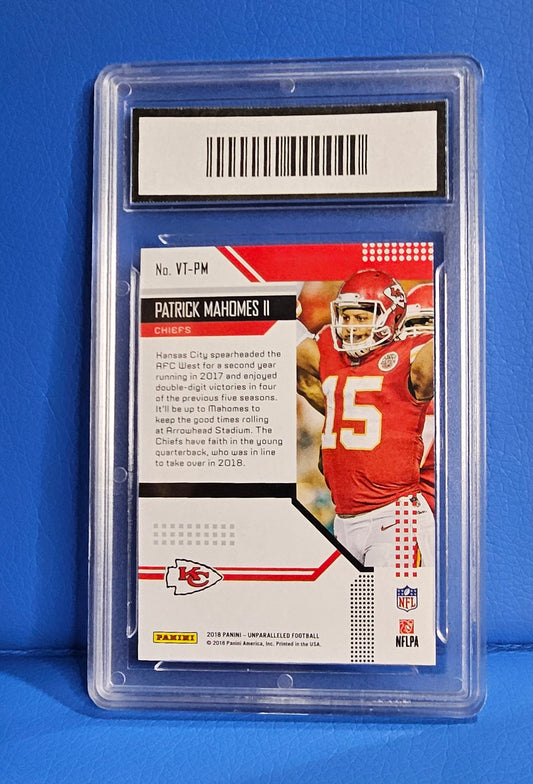 No. VT-PM
PATRICK MAHOMES II
CHIEFS
Kansas City spearheaded the
AFC West for a second year
running in 2017 and enjoyed
double-digit victories in four
of the previous five seasons.
It'll be up to Mahomes to
keep the good times rolling
at Arrowhead Stadium. The
Chiefs have faith in the young
quarterback, who was in line
to take over in 2018.
15
KC
NFL
PANINI
2018 PANINI - UNPARALLELED FOOTBALL
© 2018 Panini America, Inc. Printed in the USA.
NFLPA